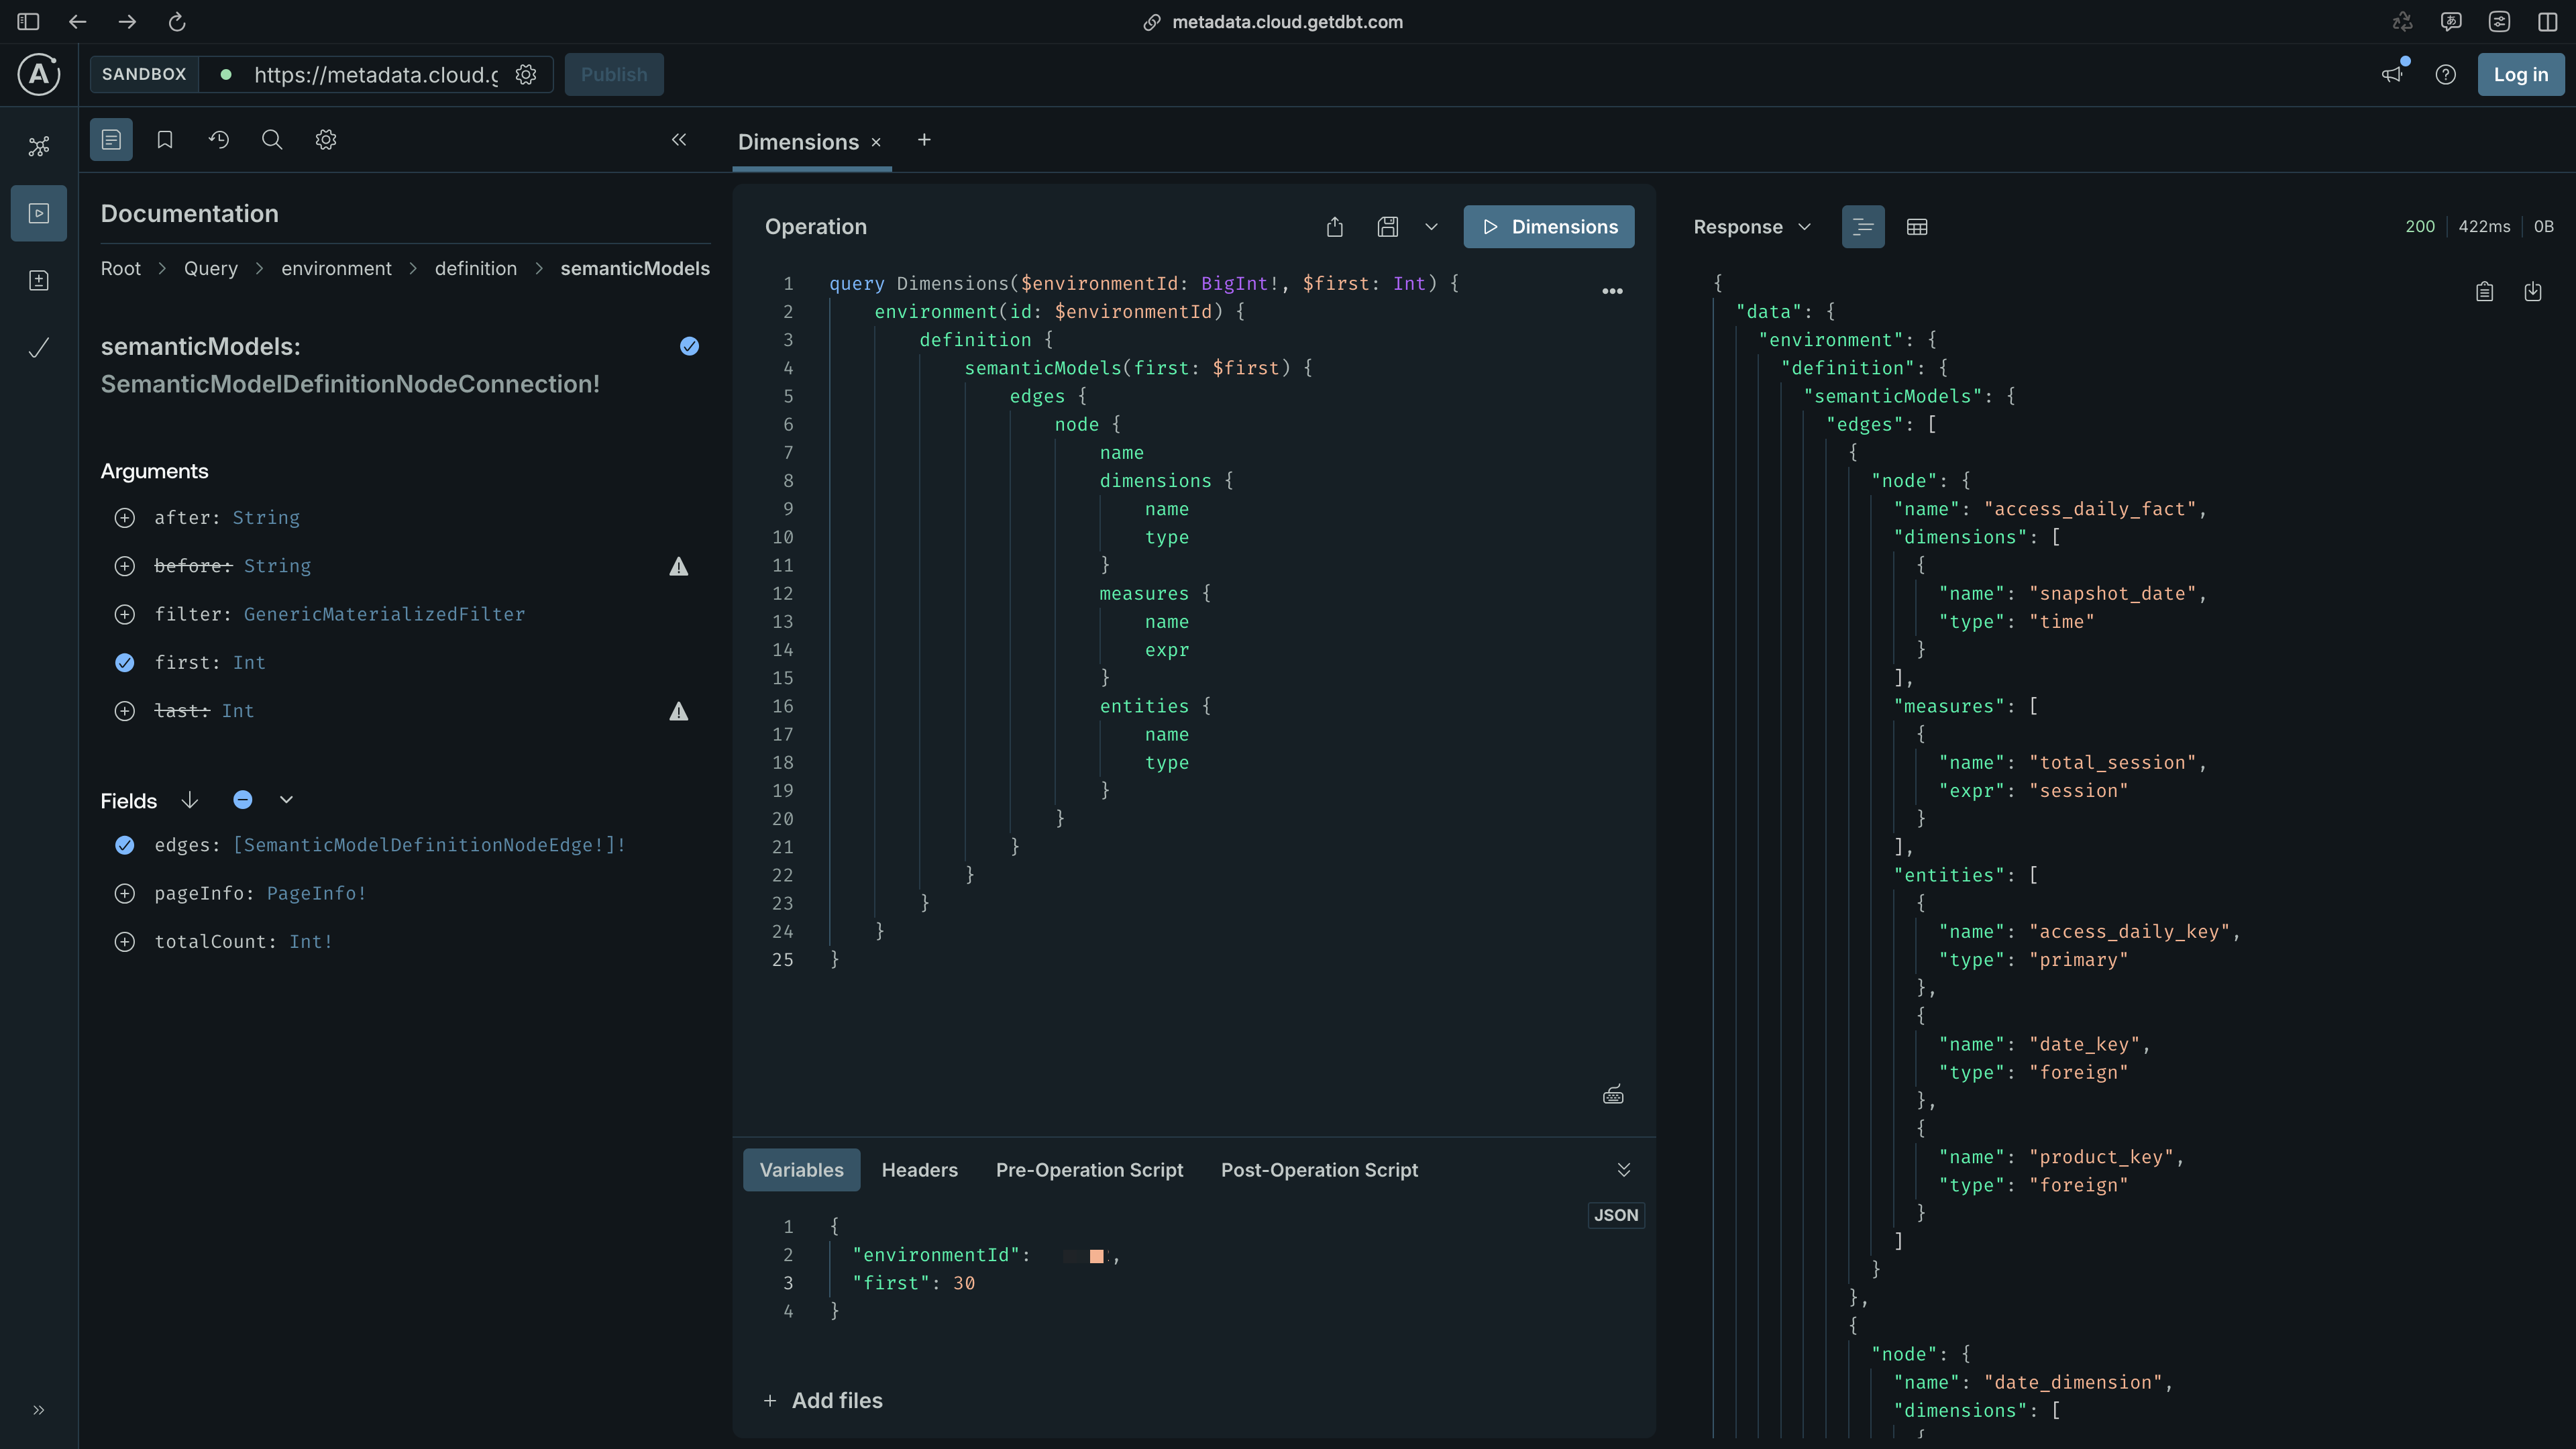 metadata.cloud.getdbt.com
SANDBOX
https://metadata.cloud.g
Publish
Log in
Dimensions
Documentation
Root > Query > environment > definition > semanticModels
semanticModels:
SemanticModelDefinitionNodeConnection!
Arguments
after: String
before: String
filter: GenericMaterializedFilter
first: Int
last: Int
Fields
edges: [SemanticModelDefinitionNodeEdge!]!
pageInfo: PageInfo!
totalCount: Int!
Operation
Dimensions
1 query Dimensions($environmentId: BigInt!, $first: Int) {
2 environment(id: $environmentId) {
3 definition {
4 semanticModels(first: $first) {
5 edges {
6 node {
7 name
8 dimensions {
9 name
10 type
11 }
12 measures {
13 name
14 expr
15 }
16 entities {
17 name
18 type
19 }
20 }
21 }
22 }
23 }
24 }
25 }
Variables Headers Pre-Operation Script Post-Operation Script
JSON
1 {
2 "environmentId": ,
3 "first": 30
4 }
+ Add files
Response
200 422ms 0B
{
"data": {
"environment": {
"definition": {
"semanticModels": {
"edges": [
{
"node": {
"name": "access_daily_fact",
"dimensions": [
{
"name": "snapshot_date",
"type": "time"
}
],
"measures": [
{
"name": "total_session",
"expr": "session"
}
],
"entities": [
{
"name": "access_daily_key",
"type": "primary"
},
{
"name": "date_key",
"type": "foreign"
},
{
"name": "product_key",
"type": "foreign"
}
]
}
},
{
"node": {
"name": "date_dimension",
"dimensions": [
{